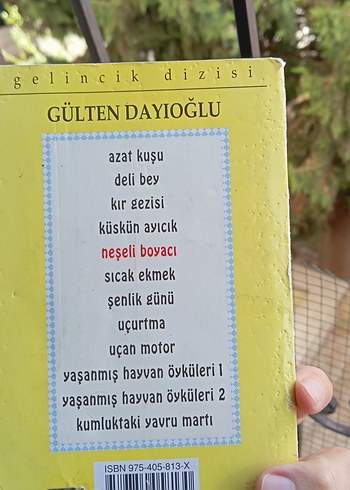 gelincik dizisi
GÜLTEN DAYIOĞLU
azat kuşu
deli bey
kır gezisi
küskün ayıcık
neşeli boyacı
sıcak ekmek
şenlik günü
uçurtma
uçan motor
yaşanmış hayvan öyküleri 1
yaşanmış hayvan öyküleri 2
kumluktaki yavru martı
ISBN 975-405-813-X